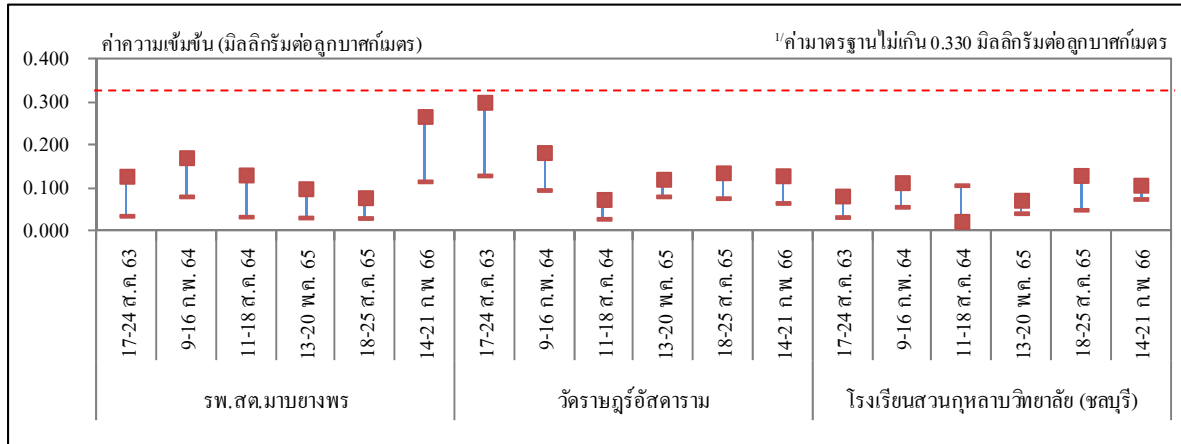 ค่าความเข้มข้น (มิลลิกรัมต่อลูกบาศก์เมตร)
1/ค่ามาตรฐานไม่เกิน 0.330 มิลลิกรัมต่อลูกบาศก์เมตร
0.400
0.300
0.200
0.100
0.000
17-24 ส.ค. 63
9-16 ก.พ. 64
11-18 ส.ค. 64
13-20 พ.ค. 65
18-25 ส.ค. 65
14-21 ก.พ. 66
17-24 ส.ค. 63
9-16 ก.พ. 64
11-18 ส.ค. 64
13-20 พ.ค. 65
18-25 ส.ค. 65
14-21 ก.พ. 66
17-24 ส.ค. 63
9-16 ก.พ. 64
11-18 ส.ค. 64
13-20 พ.ค. 65
18-25 ส.ค. 65
14-21 ก.พ. 66
รพ.สต.มาบยางพร
วัดราษฎร์อัสดาราม
โรงเรียนสวนกุหลาบวิทยาลัย (ชลบุรี)